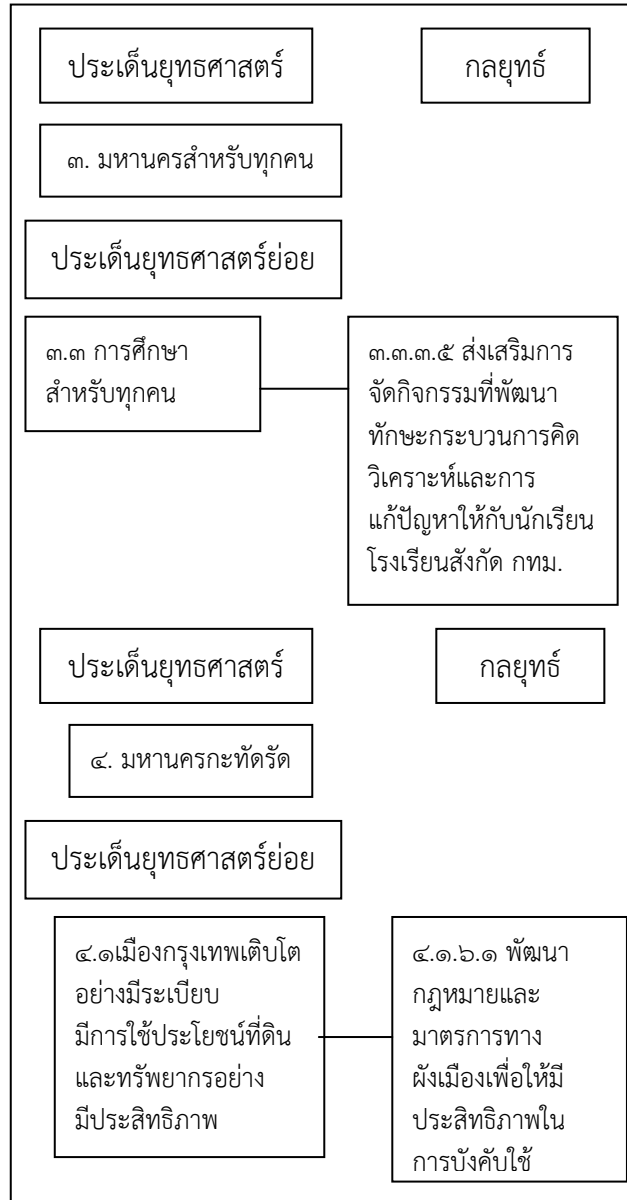 ประเด็นยุทธศาสตร์
กลยุทธ์
๓. มหานครสำหรับทุกคน
ประเด็นยุทธศาสตร์ย่อย
๓.๓ การศึกษา
สำหรับทุกคน
๓.๓.๓.๕ ส่งเสริมการ
จัดกิจกรรมที่พัฒนา
ทักษะกระบวนการคิด
วิเคราะห์และการ
แก้ปัญหาให้กับนักเรียน
โรงเรียนสังกัด กทม.
ประเด็นยุทธศาสตร์
กลยุทธ์
๔. มหานครกะทัดรัด
ประเด็นยุทธศาสตร์ย่อย
๔.๑เมืองกรุงเทพเติบโต
อย่างมีระเบียบ
มีการใช้ประโยชน์ที่ดิน
และทรัพยากรอย่าง
มีประสิทธิภาพ
๔.๑.๖.๑ พัฒนา
กฎหมายและ
มาตรการทาง
ผังเมืองเพื่อให้มี
ประสิทธิภาพใน
การบังคับใช้